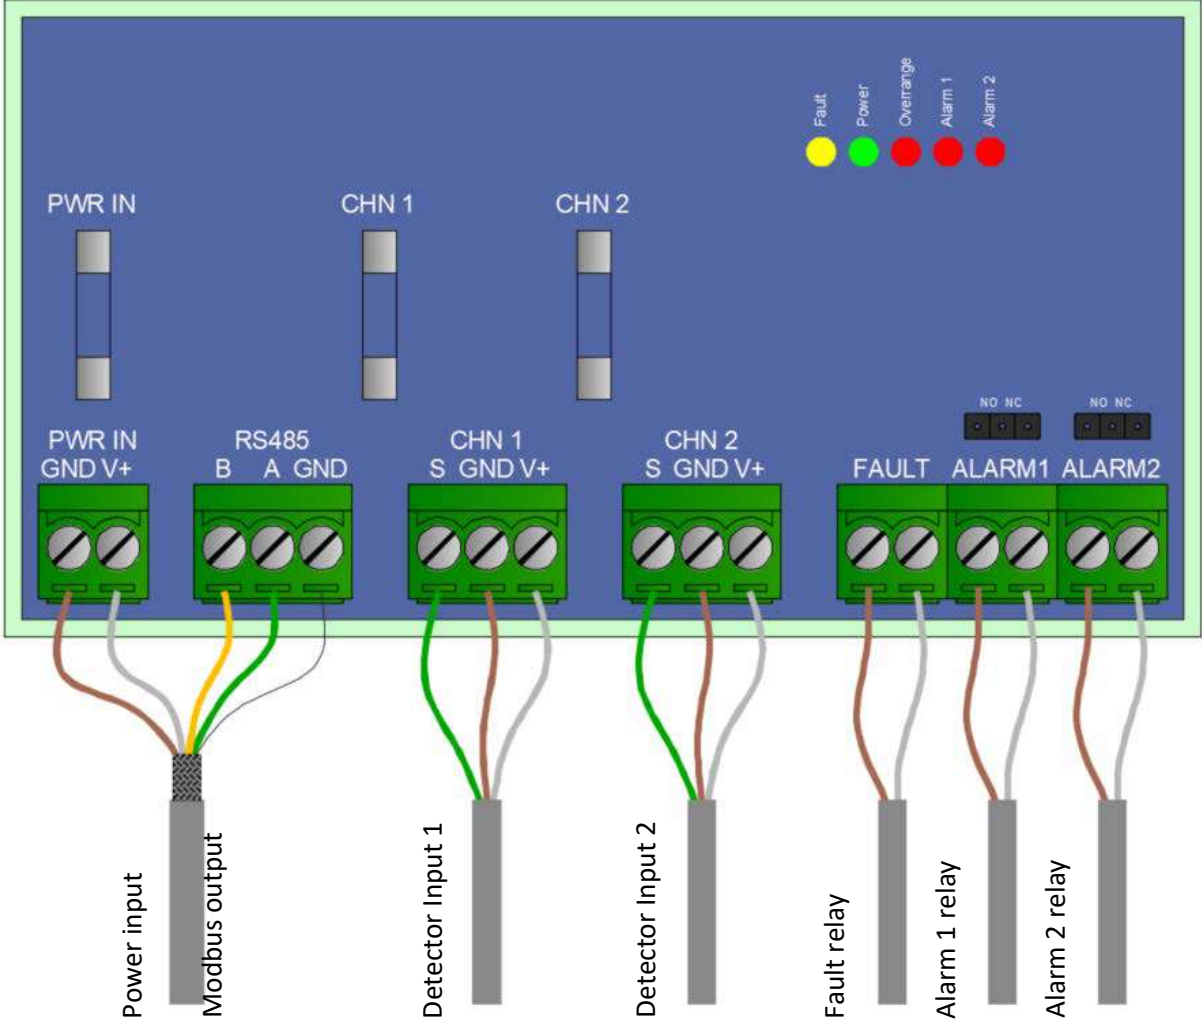 Fault
Power
Overrange
Alarm 1
Alarm 2
PWR IN
CHN 1
CHN 2
NO NC
NO NC
PWR IN
GND V+
RS485
B A GND
CHN 1
S GND V+
CHN 2
S GND V+
FAULT
ALARM1
ALARM2
Power input
Modbus output
Detector Input 1
Detector Input 2
Fault relay
Alarm 1 relay
Alarm 2 relay